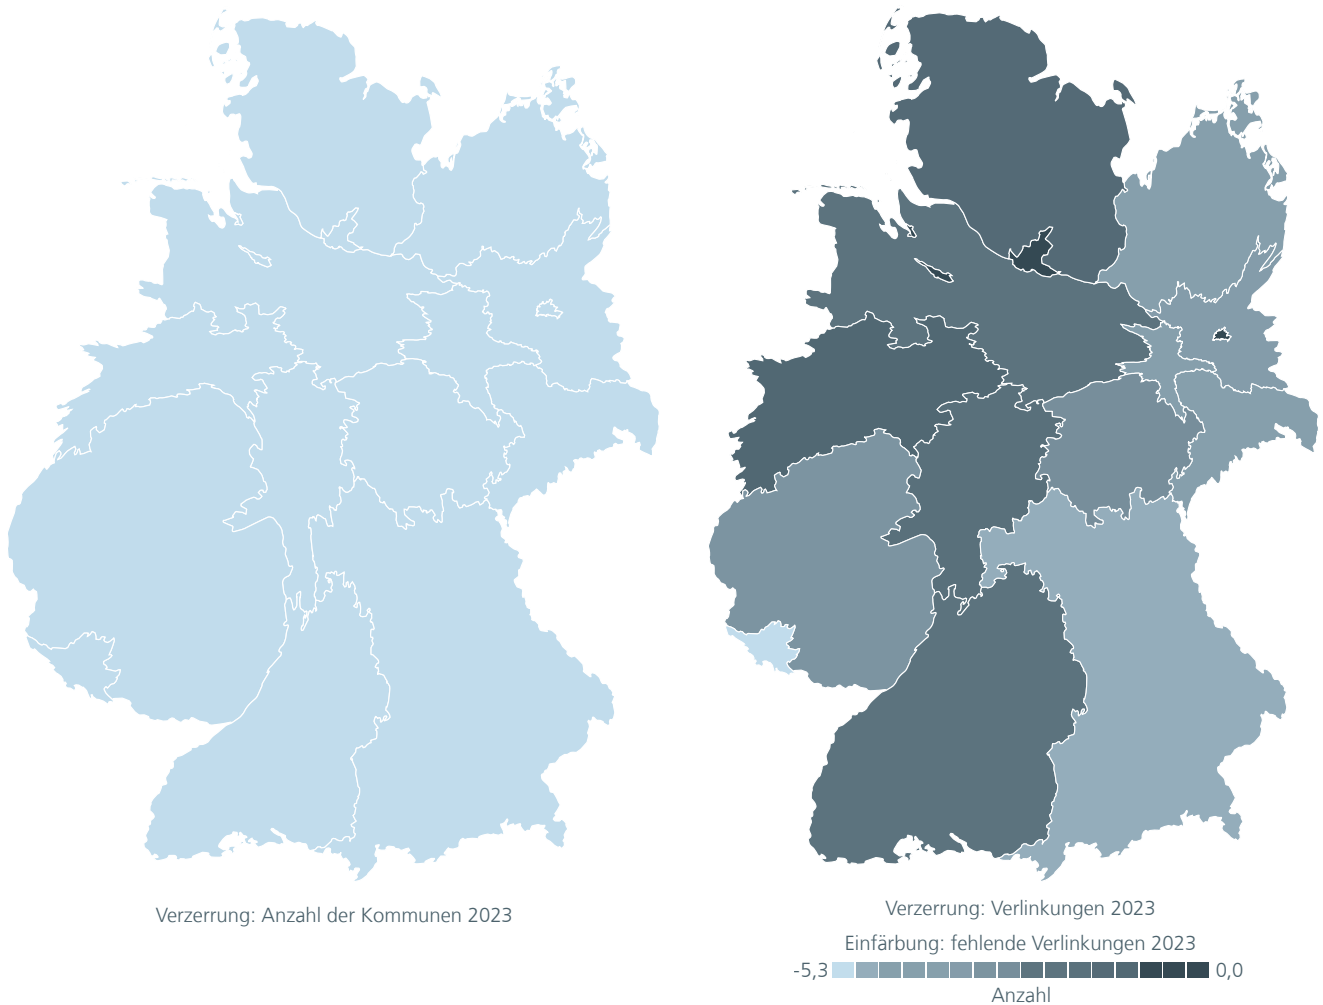 Verzerrung: Anzahl der Kommunen 2023
Verzerrung: Verlinkungen 2023
Einfärbung: fehlende Verlinkungen 2023
-5,3 0,0
Anzahl